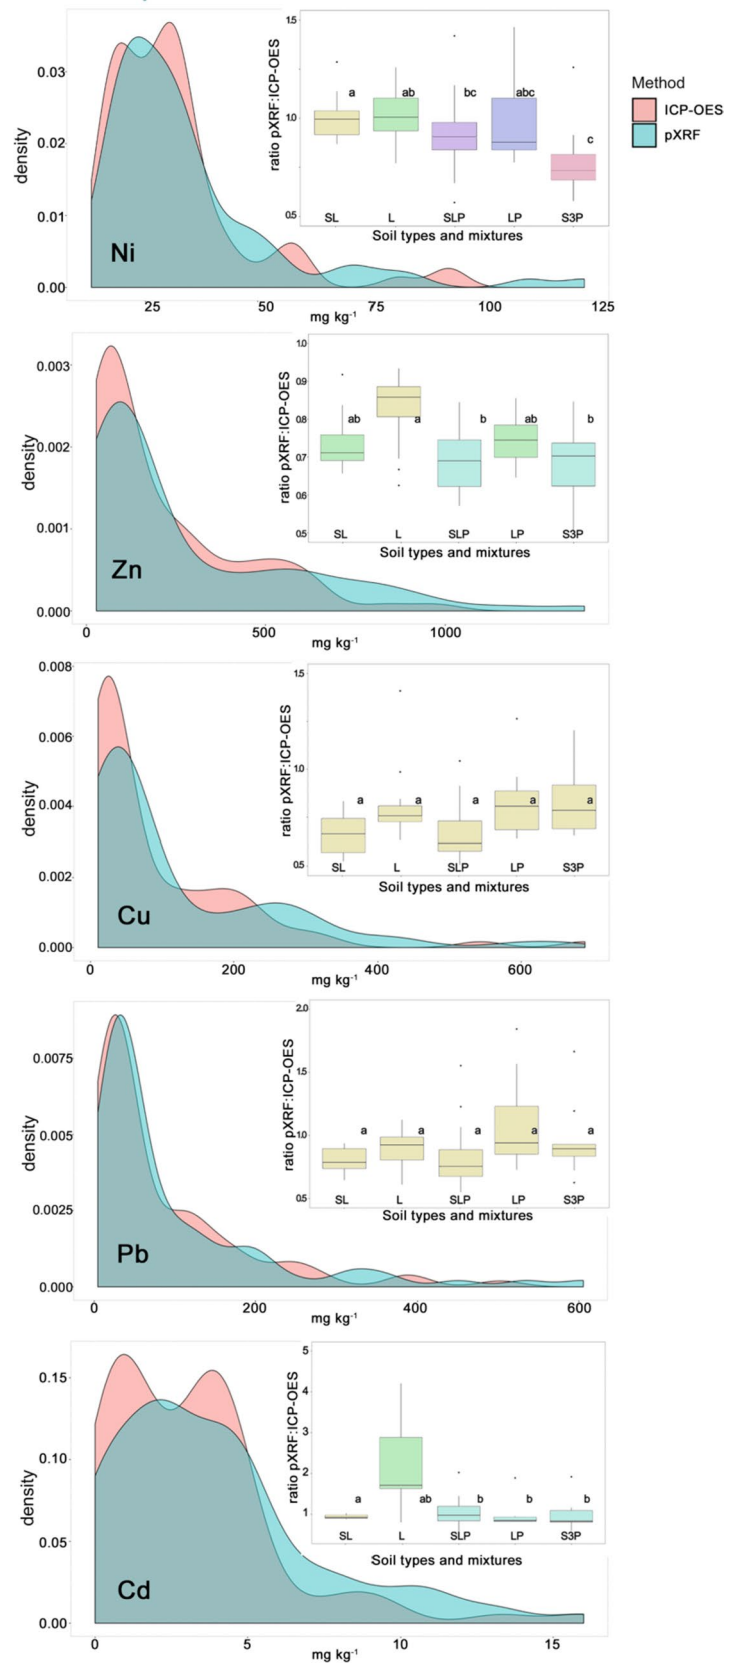 Method
ICP-OES
pXRF
density
0.03
0.02
0.01
0.00
Ni
25 50 75 100 125
mg kg-1
ratio pXRF:ICP-OES
1.5
1.0
0.5
a ab bc abc c
SL L SLP LP S3P
Soil types and mixtures
density
0.003
0.002
0.001
0.000
Zn
0 500 1000
mg kg-1
ratio pXRF:ICP-OES
1.0
0.9
0.8
0.7
0.6
0.5
ab a b ab b
SL L SLP LP S3P
Soil types and mixtures
density
0.008
0.006
0.004
0.002
0.000
Cu
0 200 400 600
mg kg-1
ratio pXRF:ICP-OES
1.5
1.0
0.5
a a a a a
SL L SLP LP S3P
Soil types and mixtures
density
0.0075
0.005
0.0025
0.000
Pb
0 200 400 600
mg kg-1
ratio pXRF:ICP-OES
2.0
1.5
1.0
0.5
a a a a a
SL L SLP LP S3P
Soil types and mixtures
density
0.15
0.10
0.05
0.00
Cd
0 5 10 15
mg kg-1
ratio pXRF:ICP-OES
5
4
3
2
1
a ab b b b
SL L SLP LP S3P
Soil types and mixtures